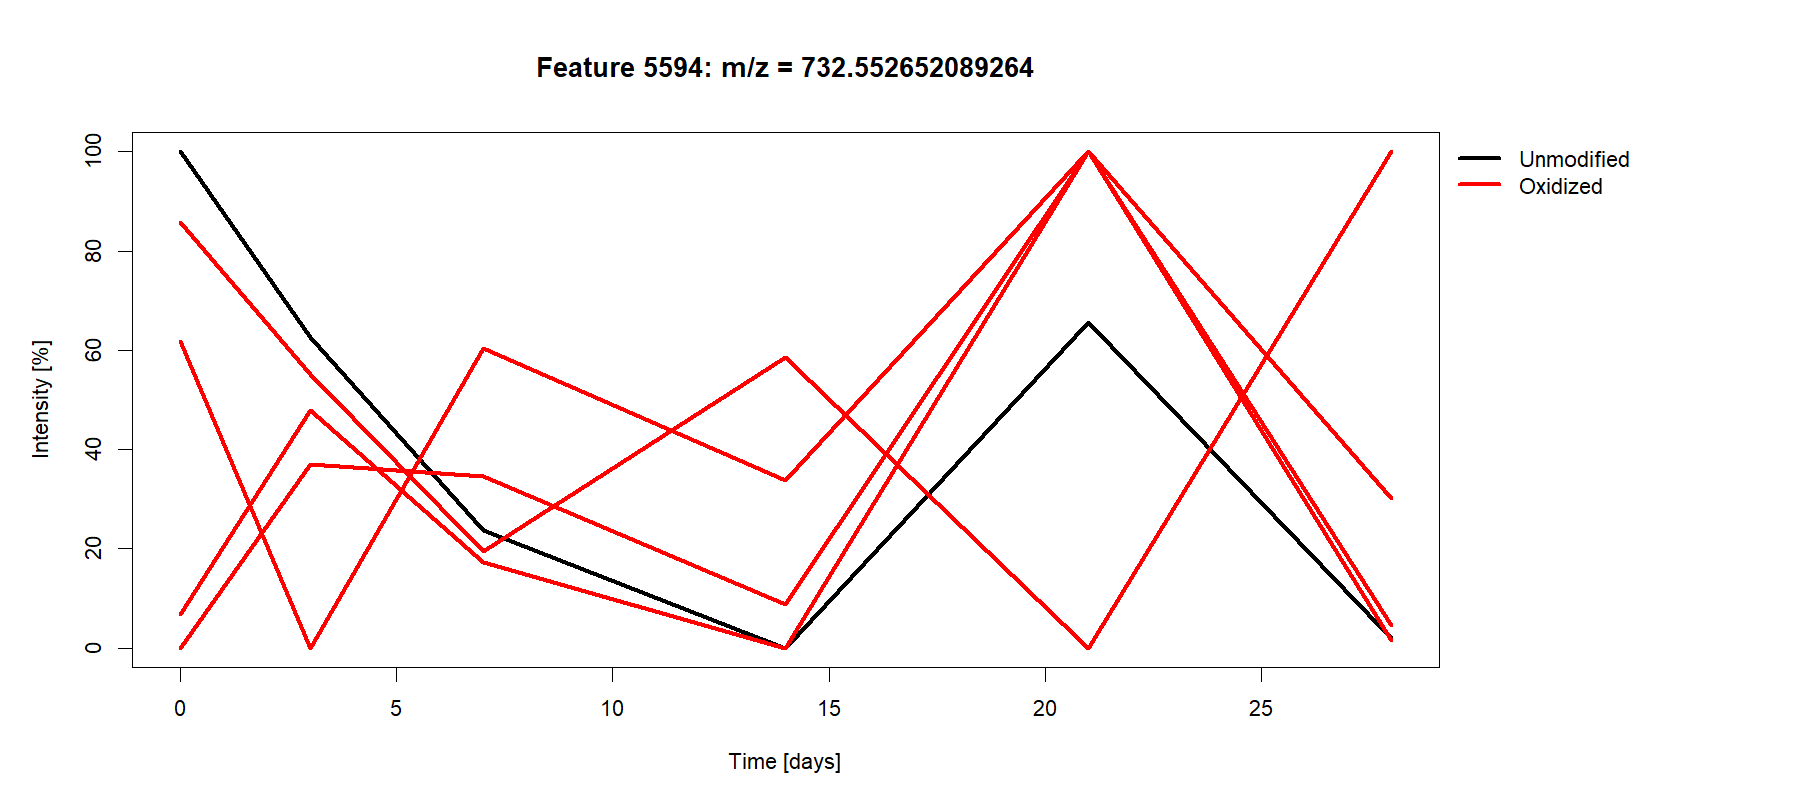 Feature 5594: m/z = 732.552652089264
Unmodified
Oxidized
Intensity [%]
100
80
60
40
20
0
0 5 10 15 20 25
Time [days]